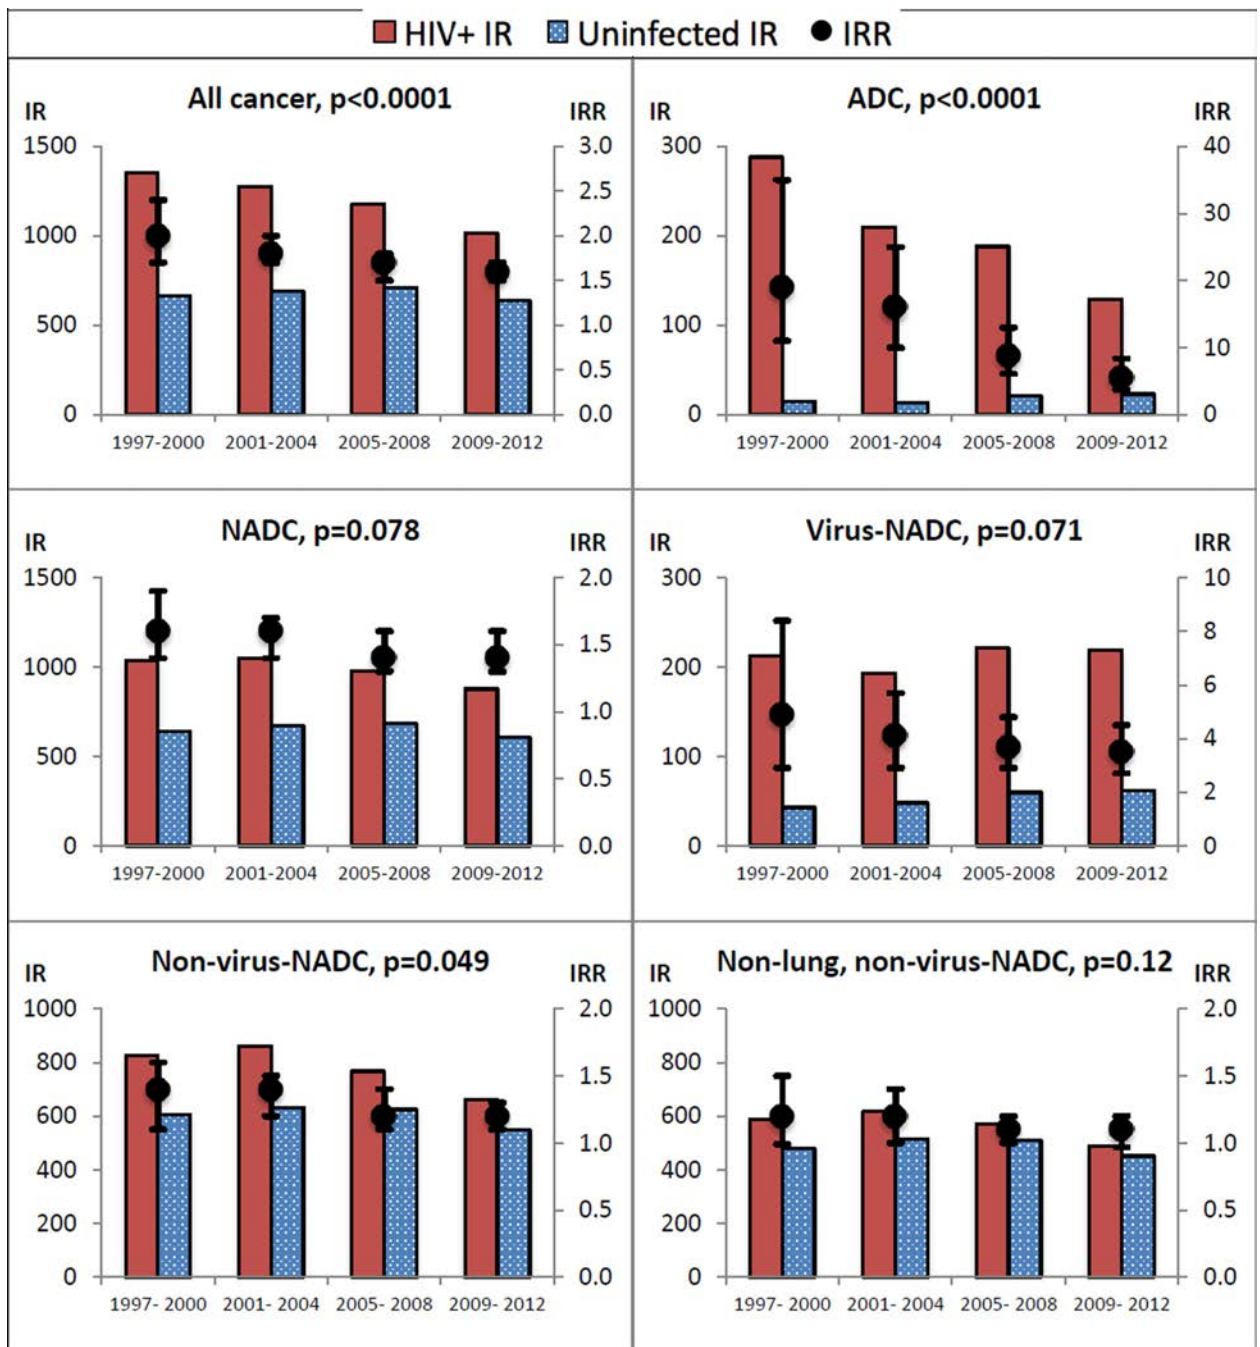 HIV+ IR Uninfected IR IRR
All cancer, p<0.0001
IR IRR
1500 3.0
2.5
1000 2.0
1.5
500 1.0
0.5
0 0.0
1997-2000 2001-2004 2005-2008 2009-2012
ADC, p<0.0001
IR IRR
300 40
30
200
20
100
10
0 0
1997-2000 2001-2004 2005-2008 2009-2012
NADC, p=0.078
IR IRR
1500 2.0
1.5
1000
1.0
500
0.5
0 0.0
1997-2000 2001-2004 2005-2008 2009-2012
Virus-NADC, p=0.071
IR IRR
300 10
8
200
6
4
100
2
0 0
1997-2000 2001-2004 2005-2008 2009-2012
Non-virus-NADC, p=0.049
IR IRR
1000 2.0
800
1.5
600
1.0
400
0.5
200
0 0.0
1997- 2000 2001- 2004 2005- 2008 2009- 2012
IR Non-lung, non-virus-NADC, p=0.12 IRR
1000 2.0
800
1.5
600
1.0
400
0.5
200
0 0.0
1997- 2000 2001- 2004 2005- 2008 2009- 2012